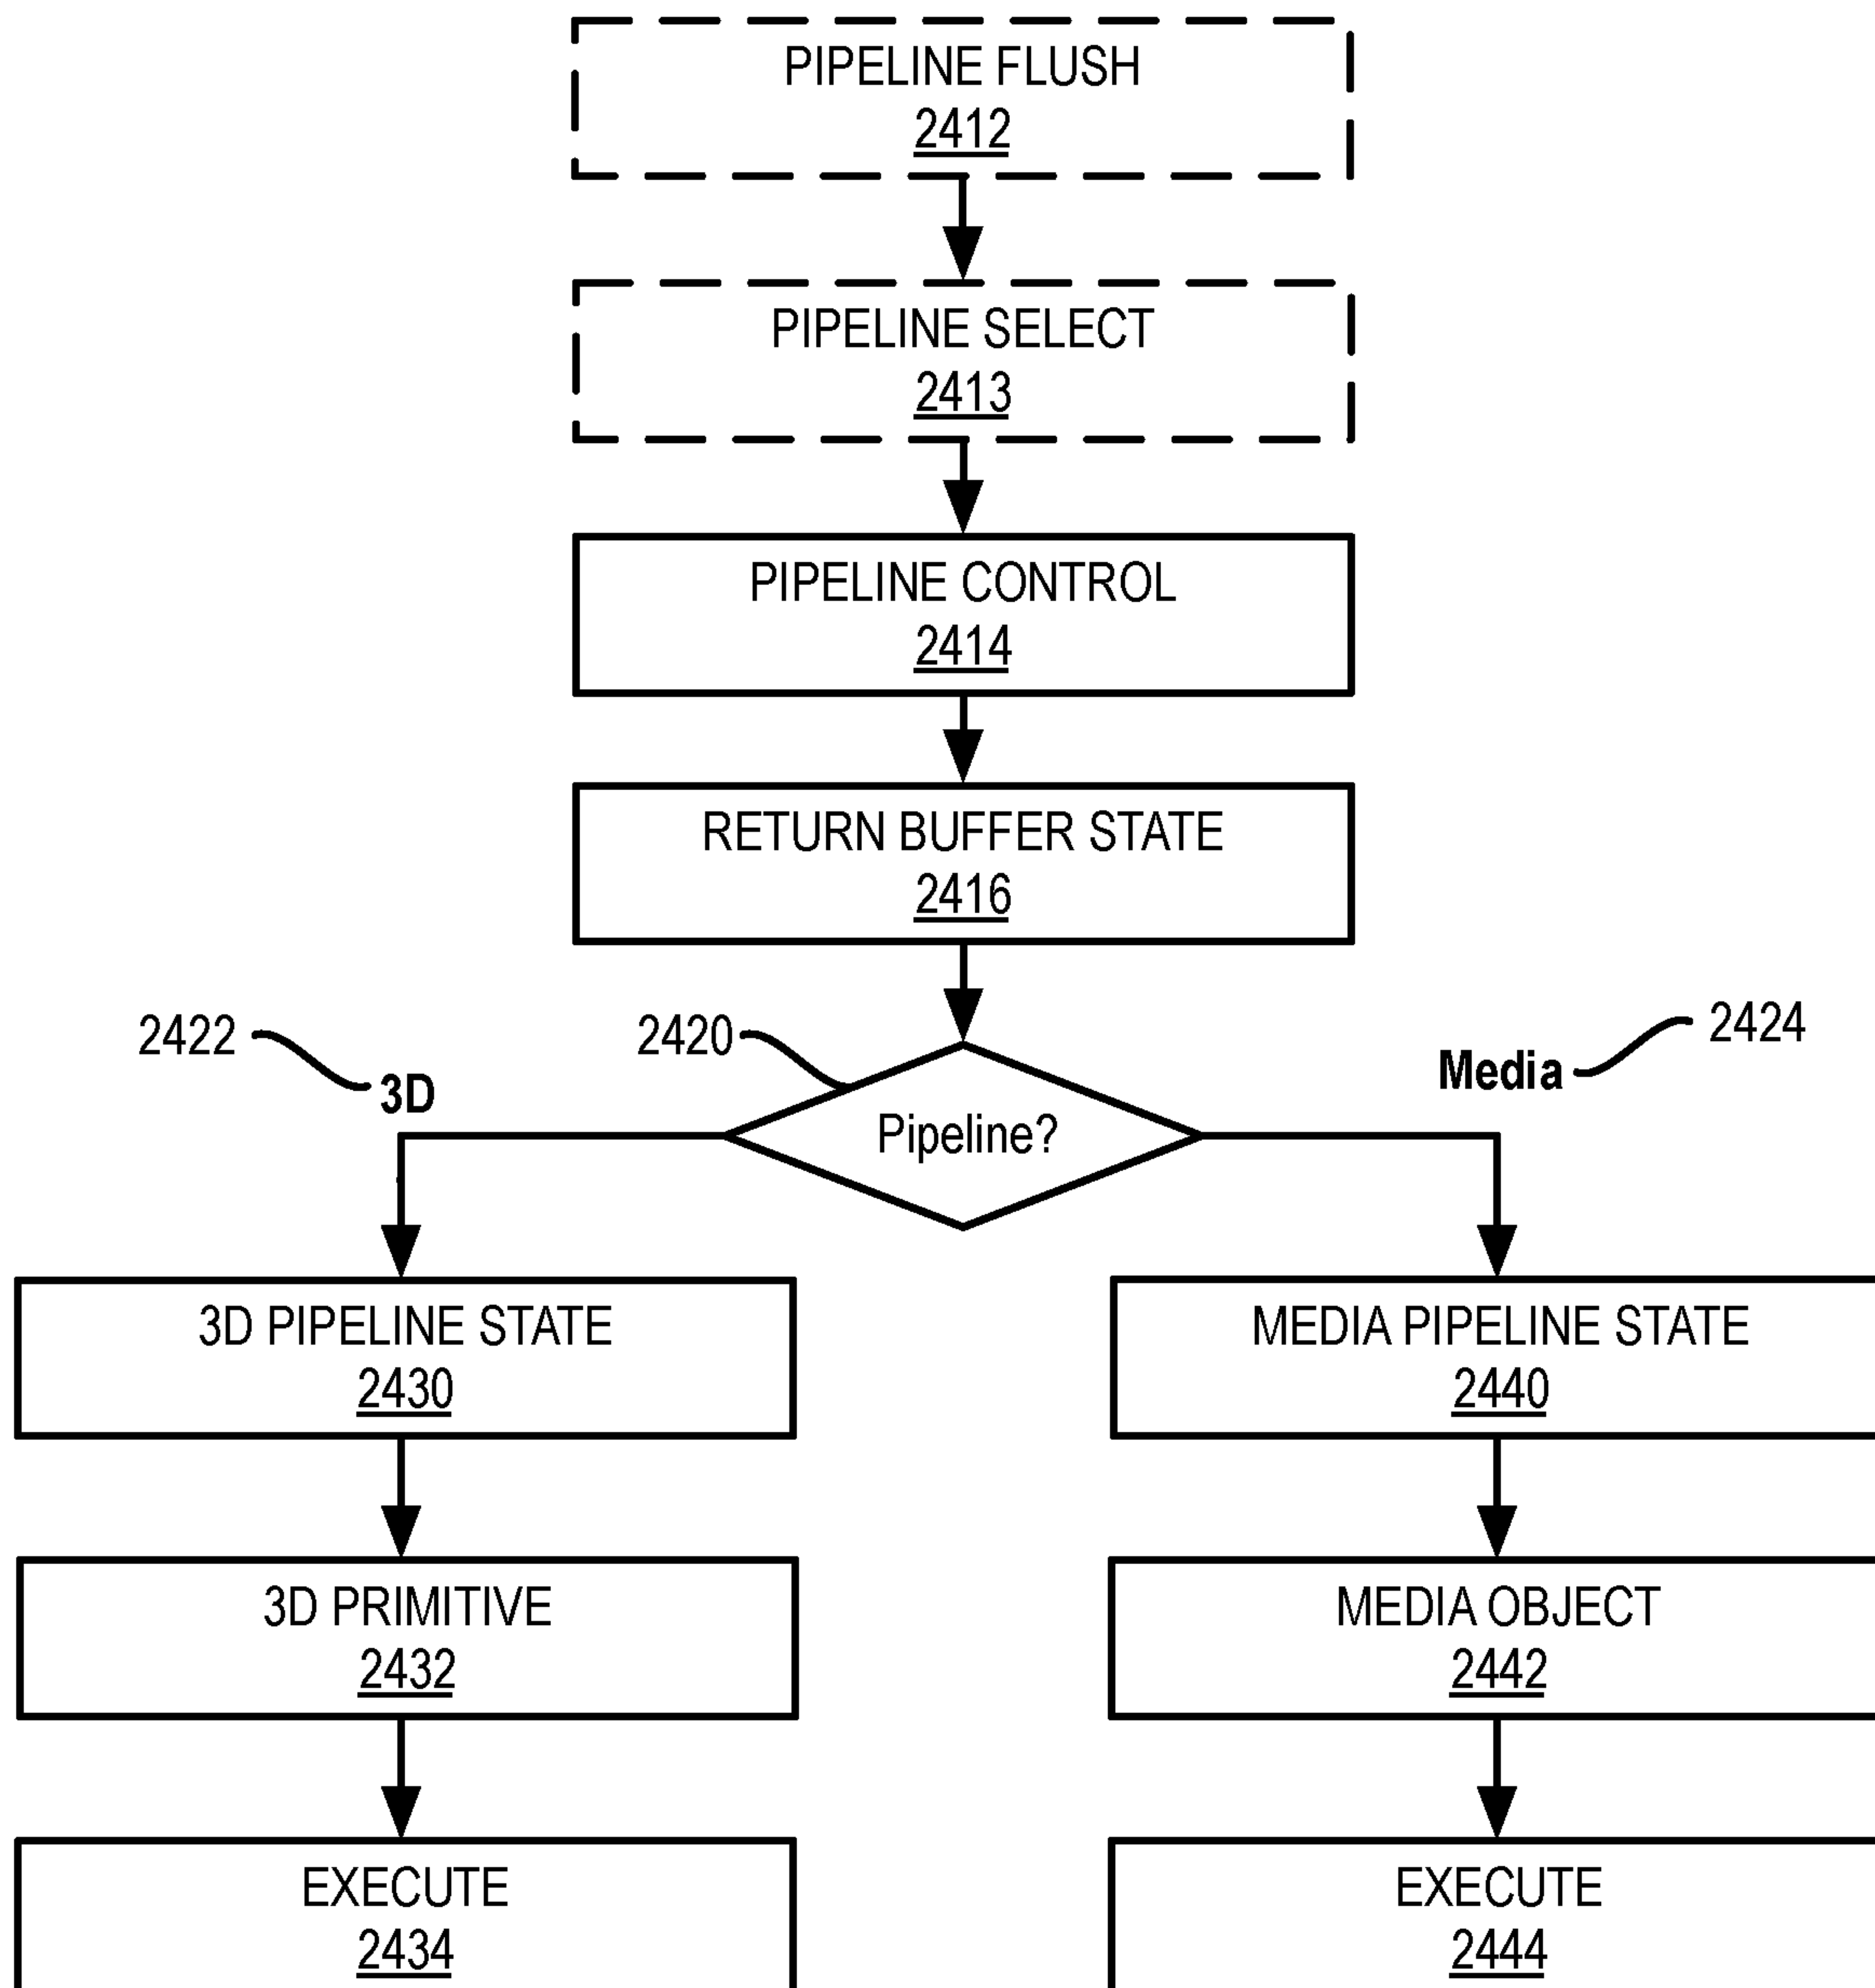 PIPELINE FLUSH
2412
PIPELINE SELECT
2413
PIPELINE CONTROL
2414
RETURN BUFFER STATE
2416
2422
2420
2424
3D
Media
Pipeline?
3D PIPELINE STATE
2430
MEDIA PIPELINE STATE
2440
3D PRIMITIVE
2432
MEDIA OBJECT
2442
EXECUTE
2434
EXECUTE
2444